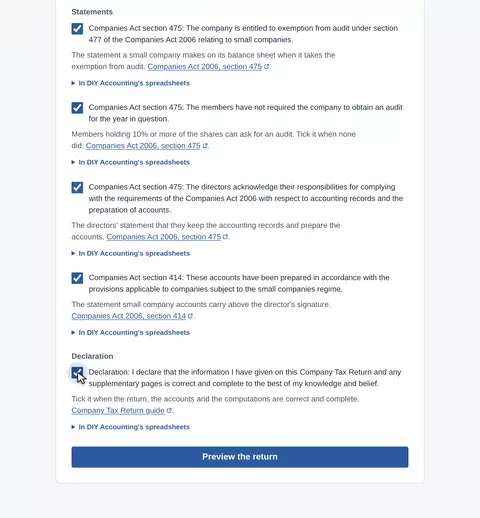 Statements
Companies Act section 475: The company is entitled to exemption from audit under section
477 of the Companies Act 2006 relating to small companies.
The statement a small company makes on its balance sheet when it takes the
exemption from audit. Companies Act 2006, section 475.
In DIY Accounting's spreadsheets
Companies Act section 475: The members have not required the company to obtain an audit
for the year in question.
Members holding 10% or more of the shares can ask for an audit. Tick it when none
did. Companies Act 2006, section 475.
In DIY Accounting's spreadsheets
Companies Act section 475: The directors acknowledge their responsibilities for complying
with the requirements of the Companies Act 2006 with respect to accounting records and the
preparation of accounts.
The directors' statement that they keep the accounting records and prepare the
accounts. Companies Act 2006, section 475.
In DIY Accounting's spreadsheets
Companies Act section 414: These accounts have been prepared in accordance with the
provisions applicable to companies subject to the small companies regime.
The statement small company accounts carry above the director's signature.
Companies Act 2006, section 414.
In DIY Accounting's spreadsheets
Declaration
Declaration: I declare that the information I have given on this Company Tax Return and any
supplementary pages is correct and complete to the best of my knowledge and belief.
Tick it when the return, the accounts and the computations are correct and complete.
Company Tax Return guide.
In DIY Accounting's spreadsheets
Preview the return